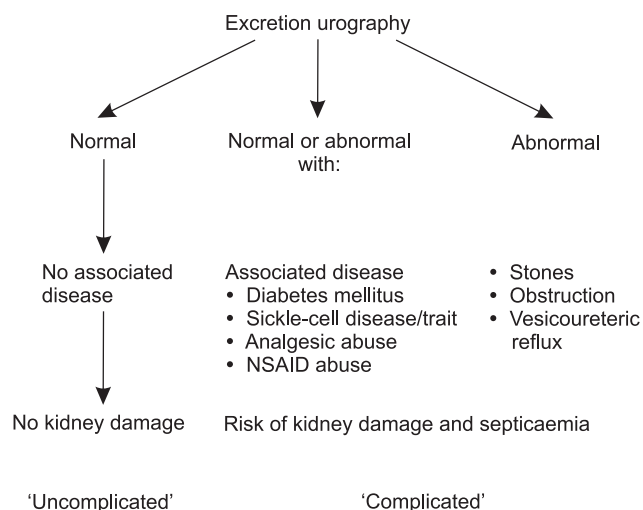 Excretion urography
Normal
Normal or abnormal
with:
Abnormal
No associated
disease
Associated disease
• Diabetes mellitus
• Sickle-cell disease/trait
• Analgesic abuse
• NSAID abuse
• Stones
• Obstruction
• Vesicoureteric
reflux
No kidney damage
Risk of kidney damage and septicaemia
'Uncomplicated'
'Complicated'